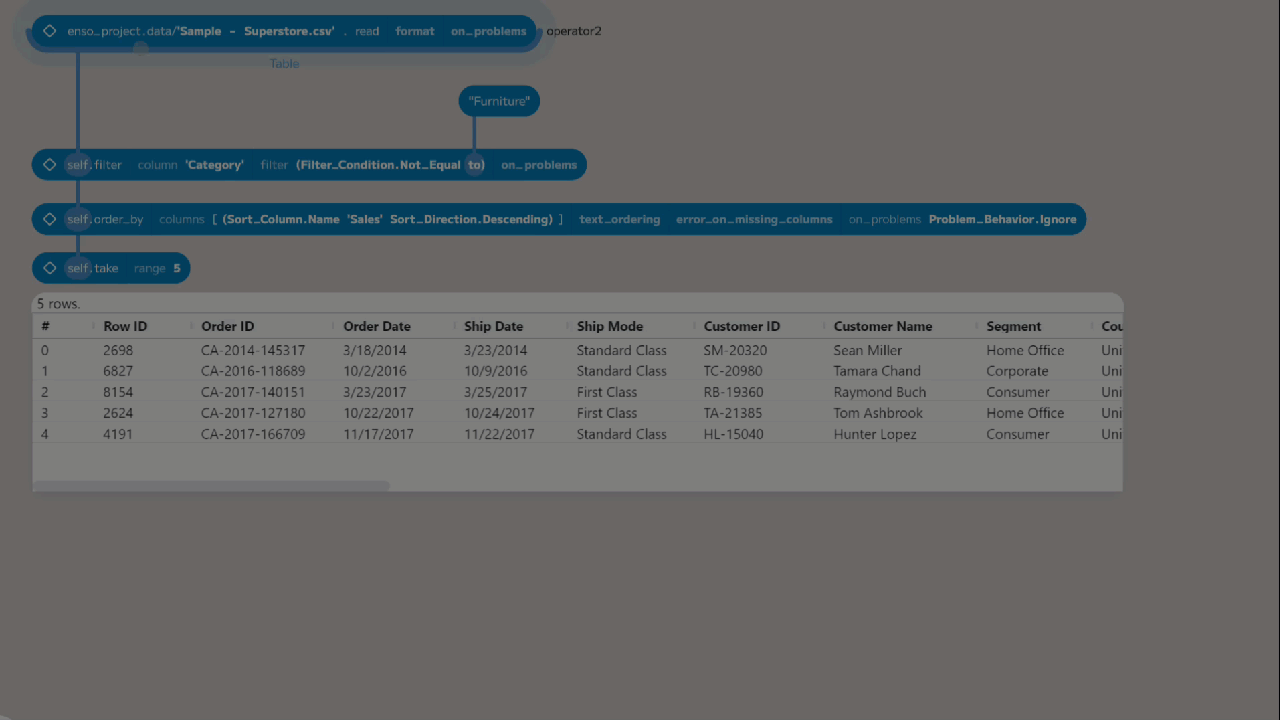 enso_project.data/'Sample - Superstore.csv' . read format on_problems operator2
Table
"Furniture"
self.filter column 'Category' filter (Filter_Condition.Not_Equal to) on_problems
self.order_by columns [ (Sort_Column.Name 'Sales' Sort_Direction.Descending) ] text_ordering error_on_missing_columns on_problems Problem_Behavior.Ignore
self.take range 5
5 rows.
# Row ID Order ID Order Date Ship Date Ship Mode Customer ID Customer Name Segment Cou
0 2698 CA-2014-145317 3/18/2014 3/23/2014 Standard Class SM-20320 Sean Miller Home Office Uni
1 6827 CA-2016-118689 10/2/2016 10/9/2016 Standard Class TC-20980 Tamara Chand Corporate Uni
2 8154 CA-2017-140151 3/23/2017 3/25/2017 First Class RB-19360 Raymond Buch Consumer Uni
3 2624 CA-2017-127180 10/22/2017 10/24/2017 First Class TA-21385 Tom Ashbrook Home Office Uni
4 4191 CA-2017-166709 11/17/2017 11/22/2017 Standard Class HL-15040 Hunter Lopez Consumer Uni